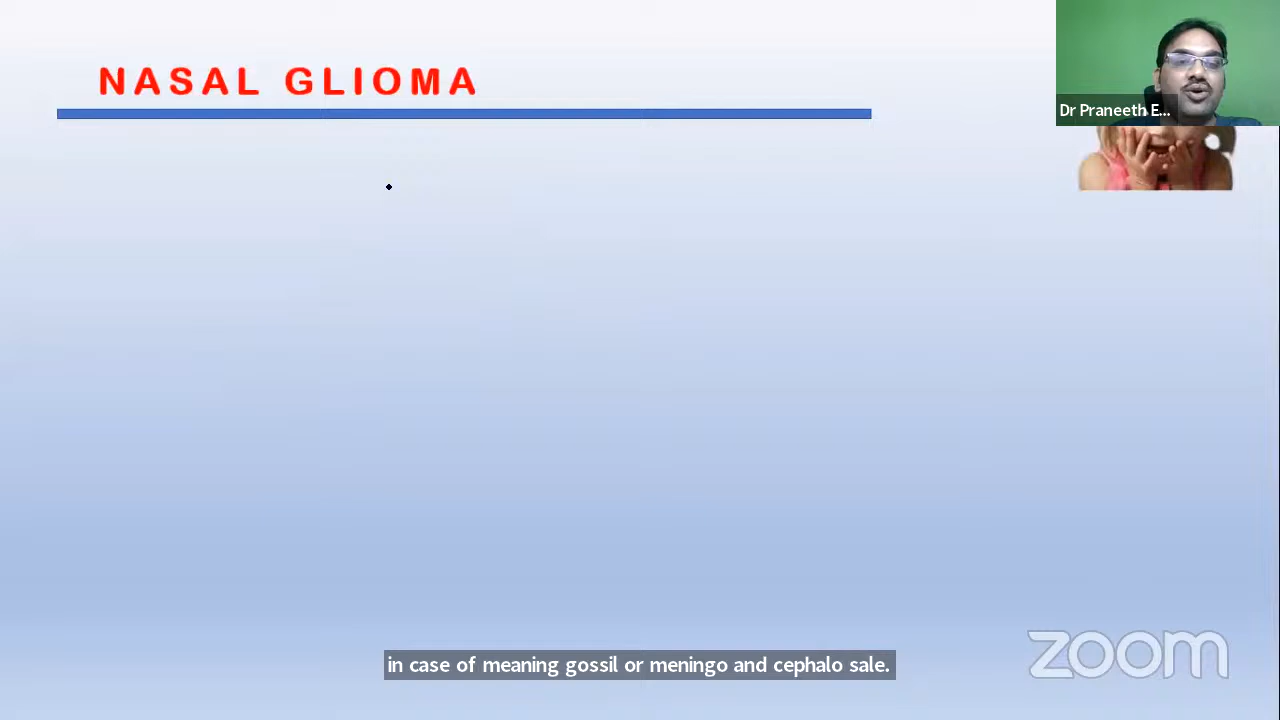 NASAL GLIOMA
Dr Praneeth E...
in case of meaning gossil or meningo and cephalo sale.
zoom